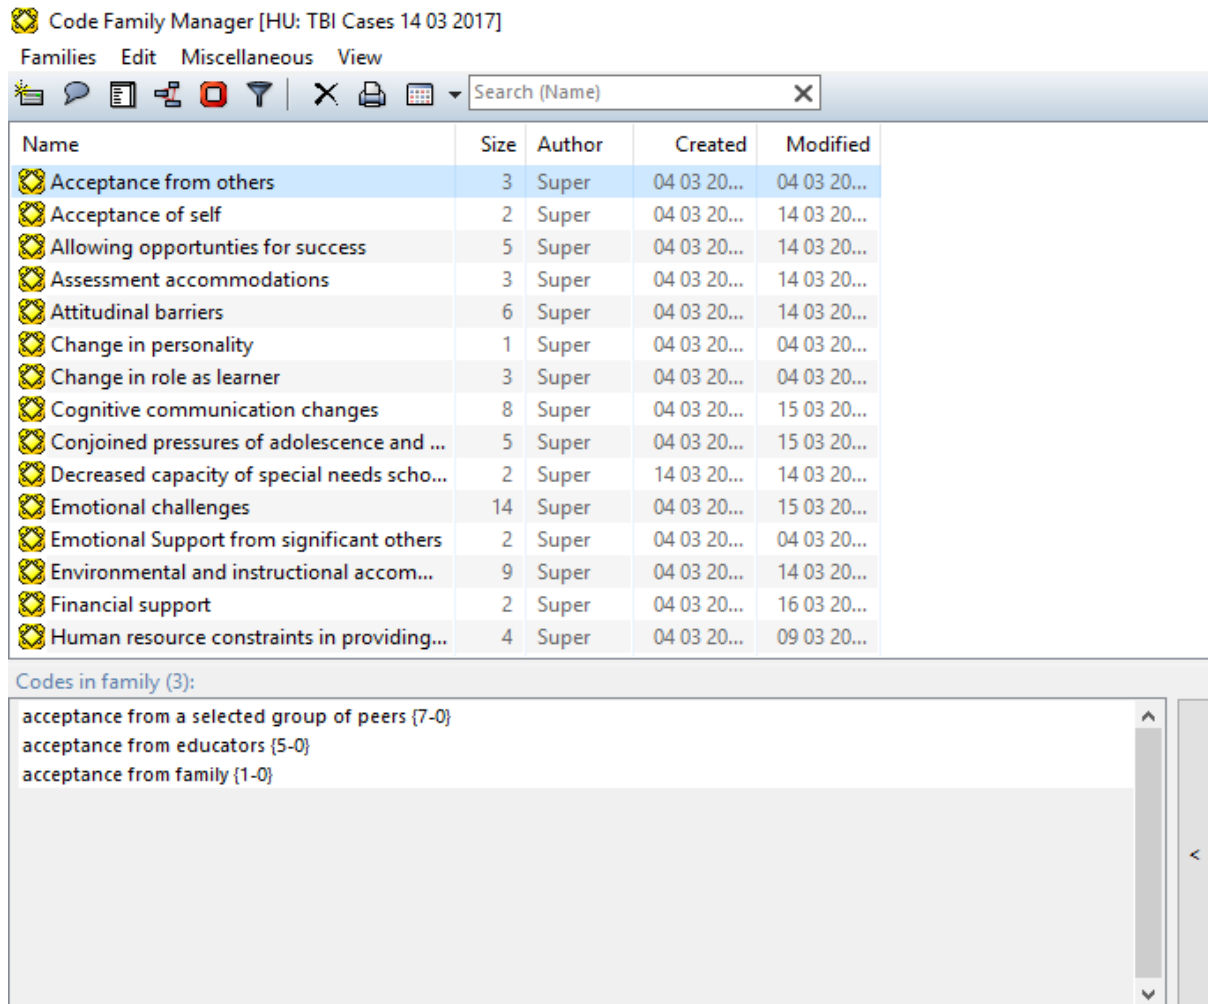 Code Family Manager [HU: TBI Cases 14 03 2017]
Families Edit Miscellaneous View
Search (Name)
Name Size Author Created Modified
Acceptance from others 3 Super 04 03 20... 04 03 20...
Acceptance of self 2 Super 04 03 20... 14 03 20...
Allowing opportunties for success 5 Super 04 03 20... 14 03 20...
Assessment accommodations 3 Super 04 03 20... 14 03 20...
Attitudinal barriers 6 Super 04 03 20... 14 03 20...
Change in personality 1 Super 04 03 20... 04 03 20...
Change in role as learner 3 Super 04 03 20... 04 03 20...
Cognitive communication changes 8 Super 04 03 20... 15 03 20...
Conjoined pressures of adolescence and ... 5 Super 04 03 20... 15 03 20...
Decreased capacity of special needs scho... 2 Super 14 03 20... 14 03 20...
Emotional challenges 14 Super 04 03 20... 15 03 20...
Emotional Support from significant others 2 Super 04 03 20... 04 03 20...
Environmental and instructional accom... 9 Super 04 03 20... 14 03 20...
Financial support 2 Super 04 03 20... 16 03 20...
Human resource constraints in providing... 4 Super 04 03 20... 09 03 20...
Codes in family (3):
acceptance from a selected group of peers {7-0}
acceptance from educators {5-0}
acceptance from family {1-0}
<